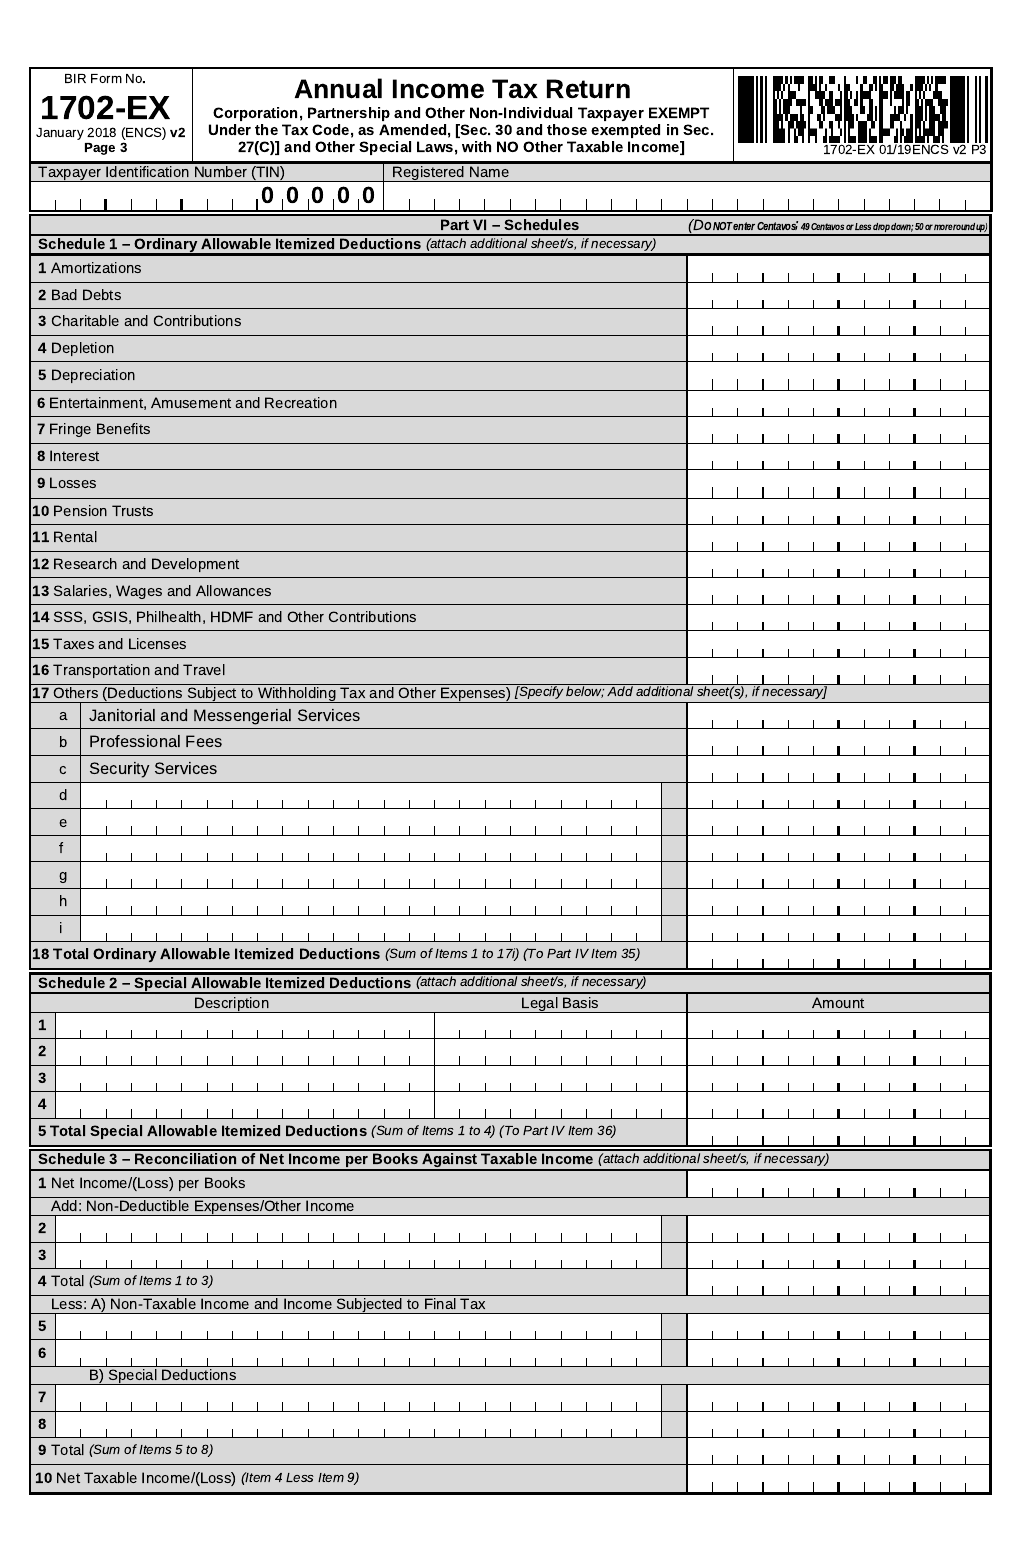 BIR Form No.
1702-EX
January 2018 (ENCS) v2
Page 3
Annual Income Tax Return
Corporation, Partnership and Other Non-Individual Taxpayer EXEMPT
Under the Tax Code, as Amended, [Sec. 30 and those exempted in Sec.
27(C)] and Other Special Laws, with NO Other Taxable Income]
1702-EX 01/19ENCS v2 P3
Taxpayer Identification Number (TIN)
0 0 0 0 0
Registered Name
Part VI – Schedules (DO NOT enter Centavos; 49 Centavos or Less drop down; 50 or more round up)
Schedule 1 – Ordinary Allowable Itemized Deductions (attach additional sheet/s, if necessary)
1 Amortizations
2 Bad Debts
3 Charitable and Contributions
4 Depletion
5 Depreciation
6 Entertainment, Amusement and Recreation
7 Fringe Benefits
8 Interest
9 Losses
10 Pension Trusts
11 Rental
12 Research and Development
13 Salaries, Wages and Allowances
14 SSS, GSIS, Philhealth, HDMF and Other Contributions
15 Taxes and Licenses
16 Transportation and Travel
17 Others (Deductions Subject to Withholding Tax and Other Expenses) [Specify below; Add additional sheet(s), if necessary]
a Janitorial and Messengerial Services
b Professional Fees
c Security Services
d
e
f
g
h
i
18 Total Ordinary Allowable Itemized Deductions (Sum of Items 1 to 17i) (To Part IV Item 35)
Schedule 2 – Special Allowable Itemized Deductions (attach additional sheet/s, if necessary)
Description Legal Basis Amount
1
2
3
4
5 Total Special Allowable Itemized Deductions (Sum of Items 1 to 4) (To Part IV Item 36)
Schedule 3 – Reconciliation of Net Income per Books Against Taxable Income (attach additional sheet/s, if necessary)
1 Net Income/(Loss) per Books
Add: Non-Deductible Expenses/Other Income
2
3
4 Total (Sum of Items 1 to 3)
Less: A) Non-Taxable Income and Income Subjected to Final Tax
5
6
B) Special Deductions
7
8
9 Total (Sum of Items 5 to 8)
10 Net Taxable Income/(Loss) (Item 4 Less Item 9)